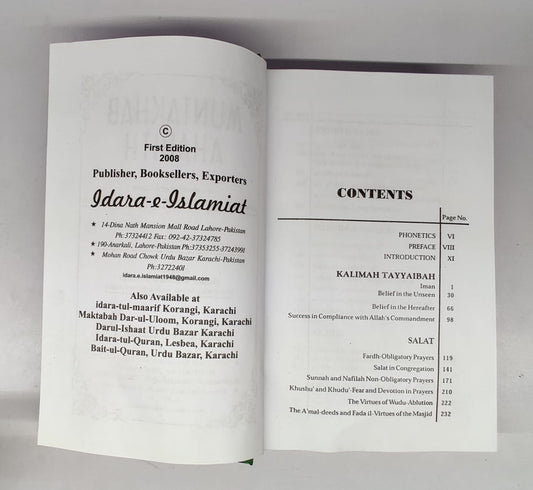 ©
First Edition
2008
Publisher, Booksellers, Exporters
Idara-e-Islamiat
★ 14-Dina Nath Mansion Mall Road Lahore-Pakistan
Ph:37324412 Fax: 092-42-37324785
★ 190-Anarkali, Lahore-Pakistan Ph:37353255-37243991
★ Mohan Road Chowk Urdu Bazar Karachi-Pakistan
Ph:32722401
idara.e.islamiat1948@gmail.com
Also Available at
idara-tul-maarif Korangi, Karachi
Maktabah Dar-ul-Uloom, Korangi, Karachi
Darul-Ishaat Urdu Bazar Karachi
Idara-tul-Quran, Lesbea, Karachi
Bait-ul-Quran, Urdu Bazar, Karachi
CONTENTS
Page No.
PHONETICS VI
PREFACE VIII
INTRODUCTION XI
KALIMAH TAYYAIBAH
Iman 1
Belief in the Unseen 30
Belief in the Hereafter 66
Success in Compliance with Allah's Commandment 98
SALAT
Fardh-Obligatory Prayers 119
Salat in Congregation 141
Sunnah and Nafilah Non-Obligatory Prayers 171
Khushu' and Khudu'-Fear and Devotion in Prayers 210
The Virtues of Wudu-Ablution 222
The A'mal-deeds and Fada il-Virtues of the Masjid 232